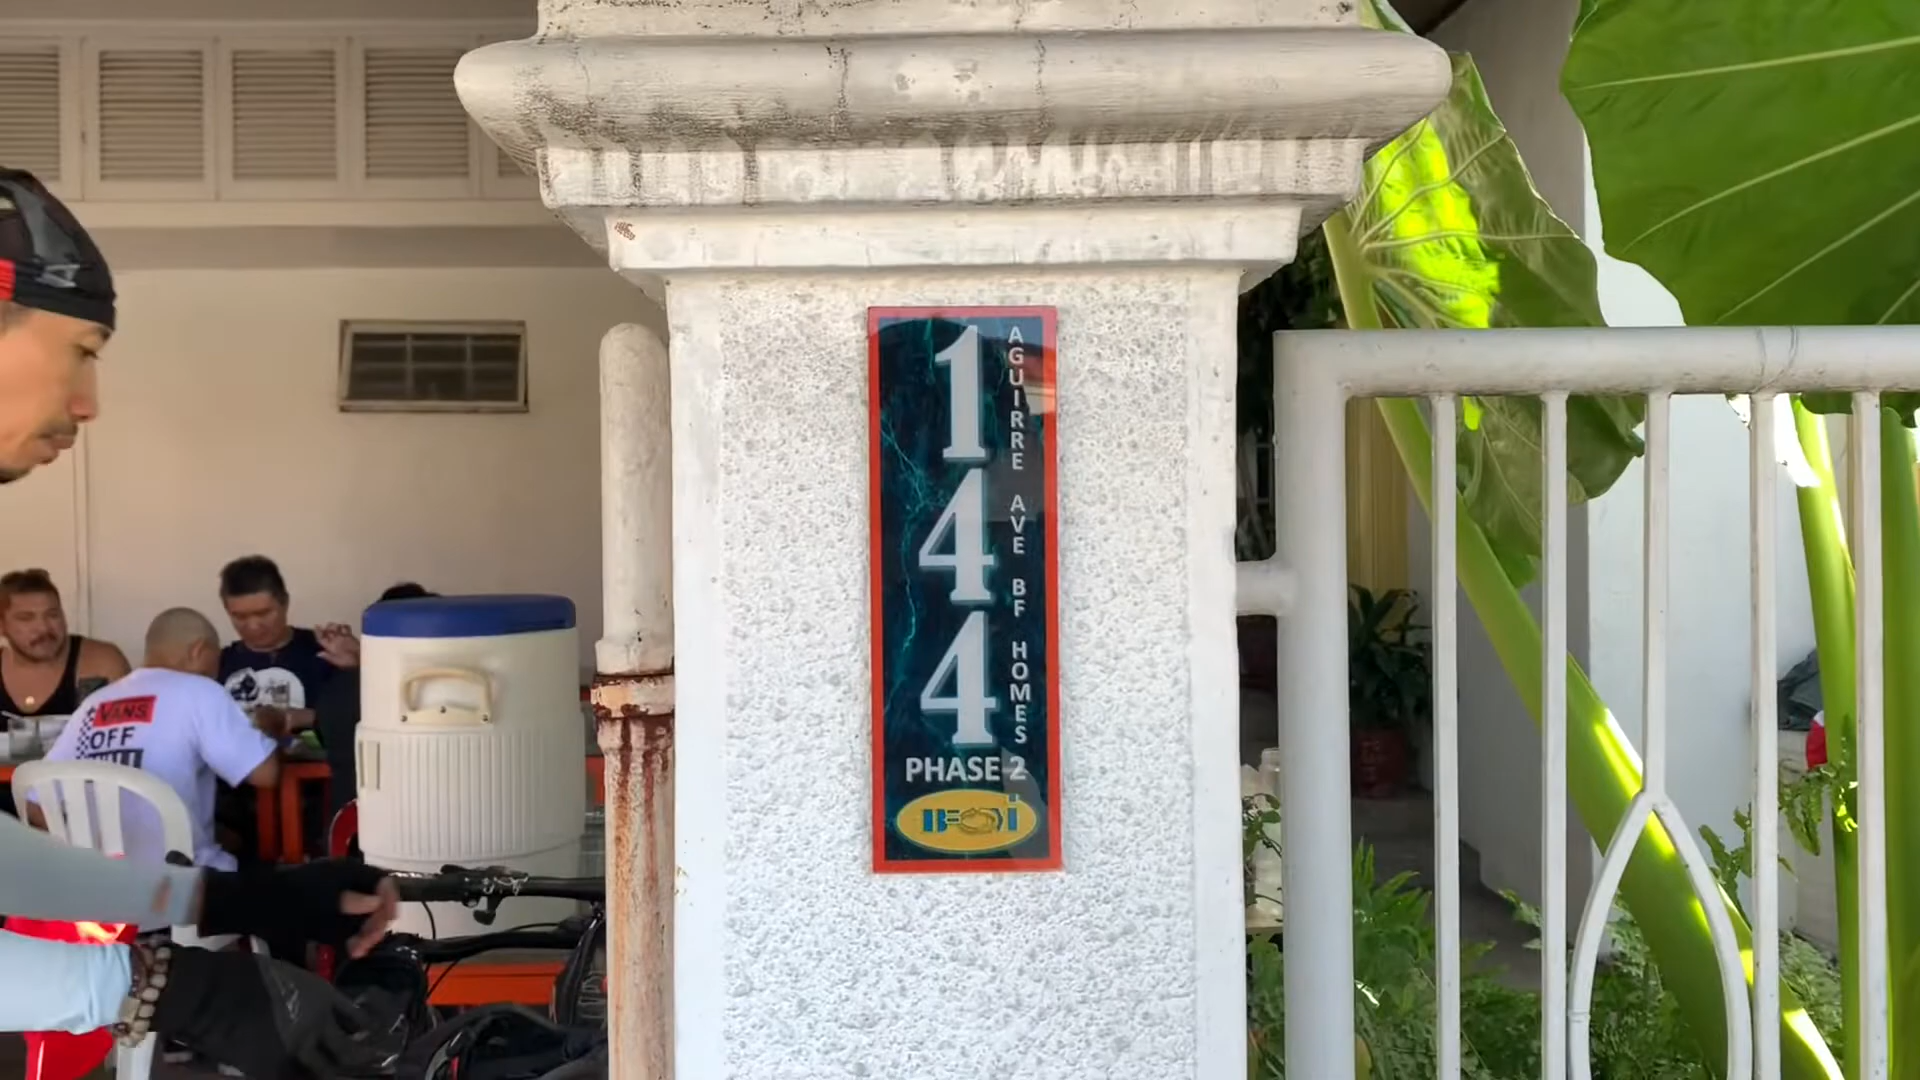 144
AGUIRRE AVE BF HOMES
PHASE 2
VANS
OFF